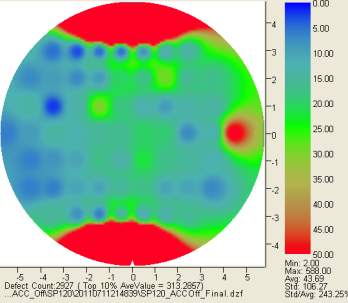 0.00
5.00
10.00
15.00
20.00
25.00
30.00
35.00
40.00
45.00
50.00
4
3
2
1
0
-1
-2
-3
-4
-5 -4 -3 -2 -1 0 1 2 3 4 5
Defect Count:2927 ( Top 10% AveValue = 313.2857)
...ACC_Off\SP120\20110711214839\SP120_ACCOff_Final.dzf
Min: 2.00
Max: 588.00
Avg: 43.69
Std: 106.27
Std/Avg: 243.25%